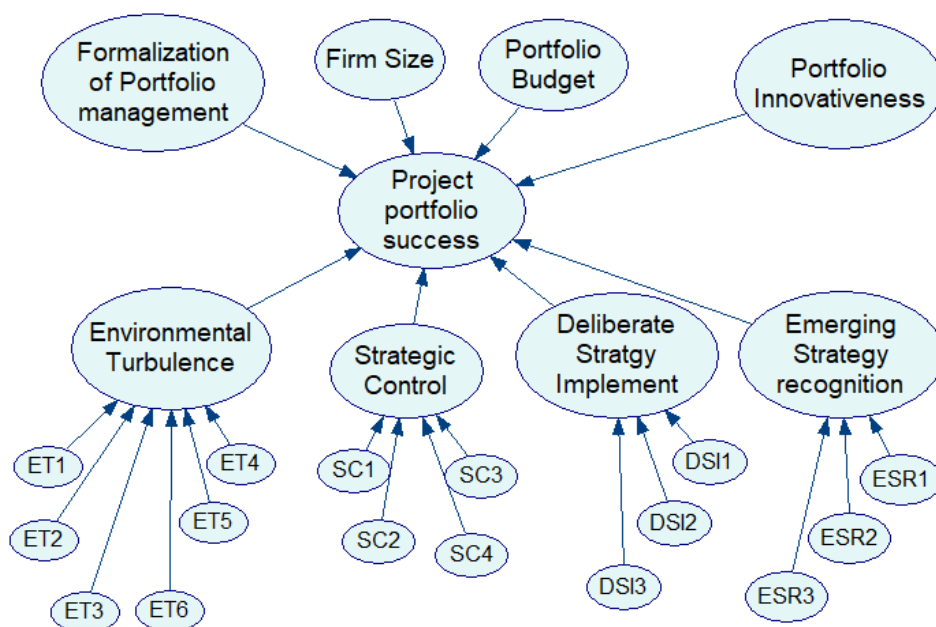 Formalization
of Portfolio
management
Firm Size
Portfolio
Budget
Portfolio
Innovativeness
Project
portfolio
success
Environmental
Turbulence
Strategic
Control
Deliberate
Stratgy
Implement
Emerging
Strategy
recognition
ET1
ET2
ET3
ET6
ET5
ET4
SC1
SC2
SC4
SC3
DSI1
DSI2
DSI3
ESR1
ESR2
ESR3